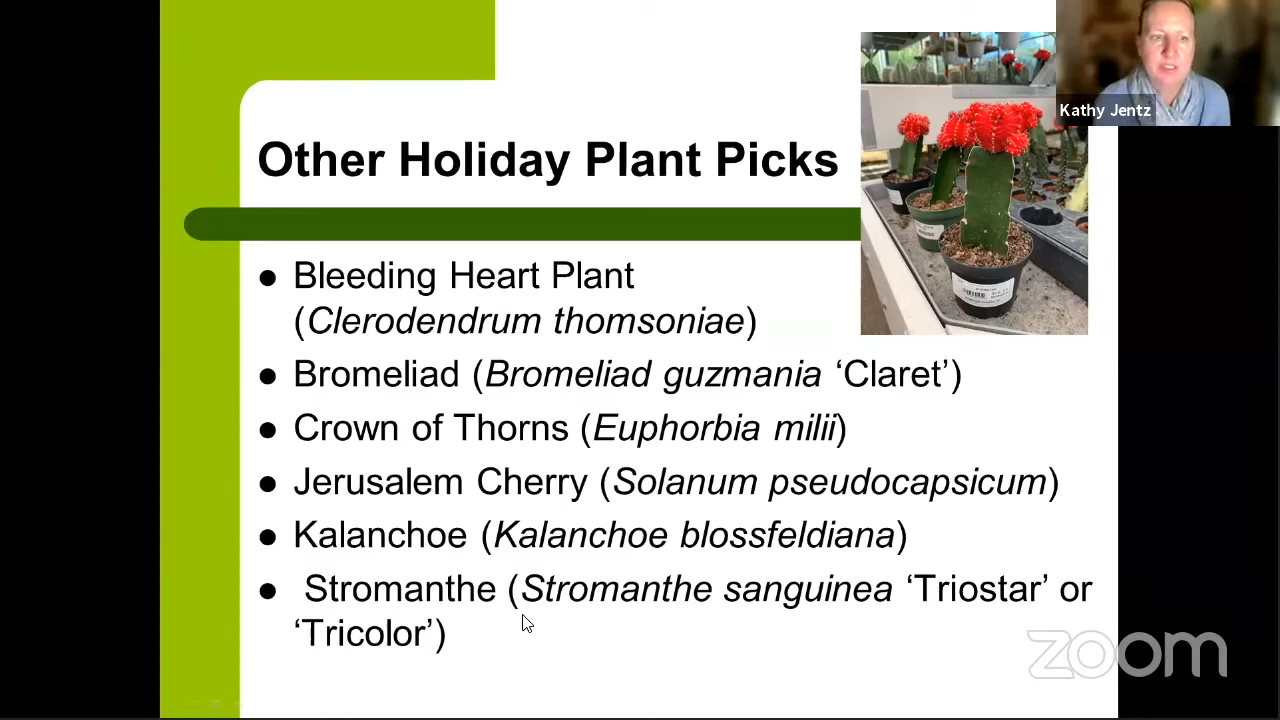 Kathy Jentz
Other Holiday Plant Picks
● Bleeding Heart Plant
(Clerodendrum thomsoniae)
● Bromeliad (Bromeliad guzmania ‘Claret’)
● Crown of Thorns (Euphorbia milii)
● Jerusalem Cherry (Solanum pseudocapsicum)
● Kalanchoe (Kalanchoe blossfeldiana)
● Stromanthe (Stromanthe sanguinea ‘Triostar’ or
‘Tricolor’)
zoom